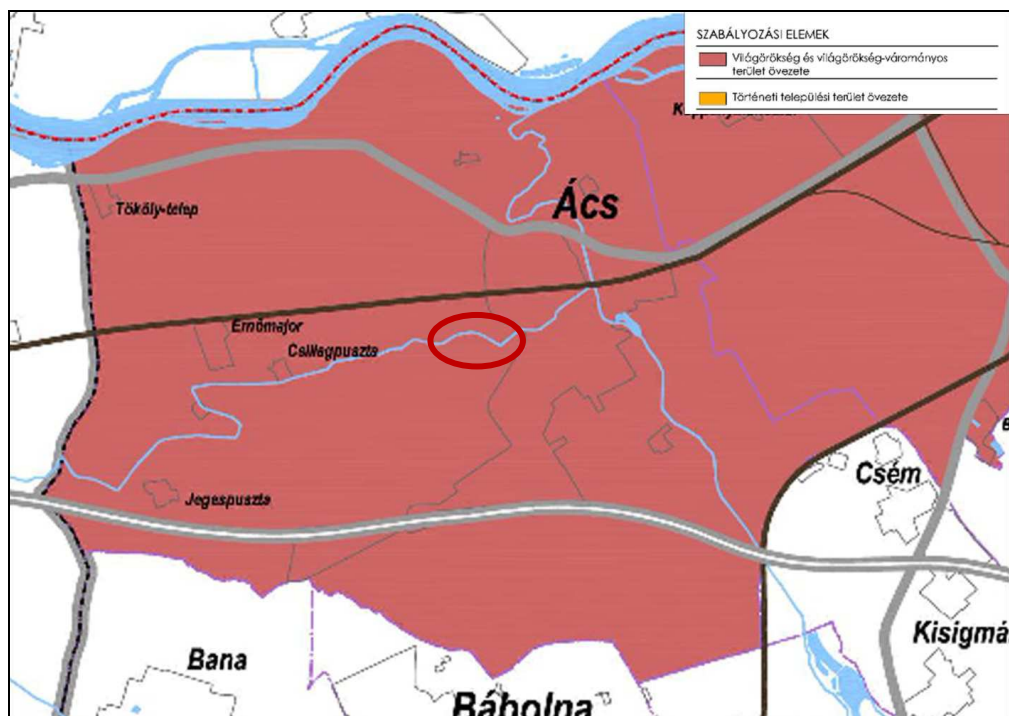 SZABÁLYOZÁSI ELEMEK
Világörökség és világörökség-várományos
terület övezete
Történeti települési terület övezete
Ács
Tököly-telep
Ernőmajor
Csillagpuszta
Jegespuszta
Csém
Kisigmá
Bana
Bábolna